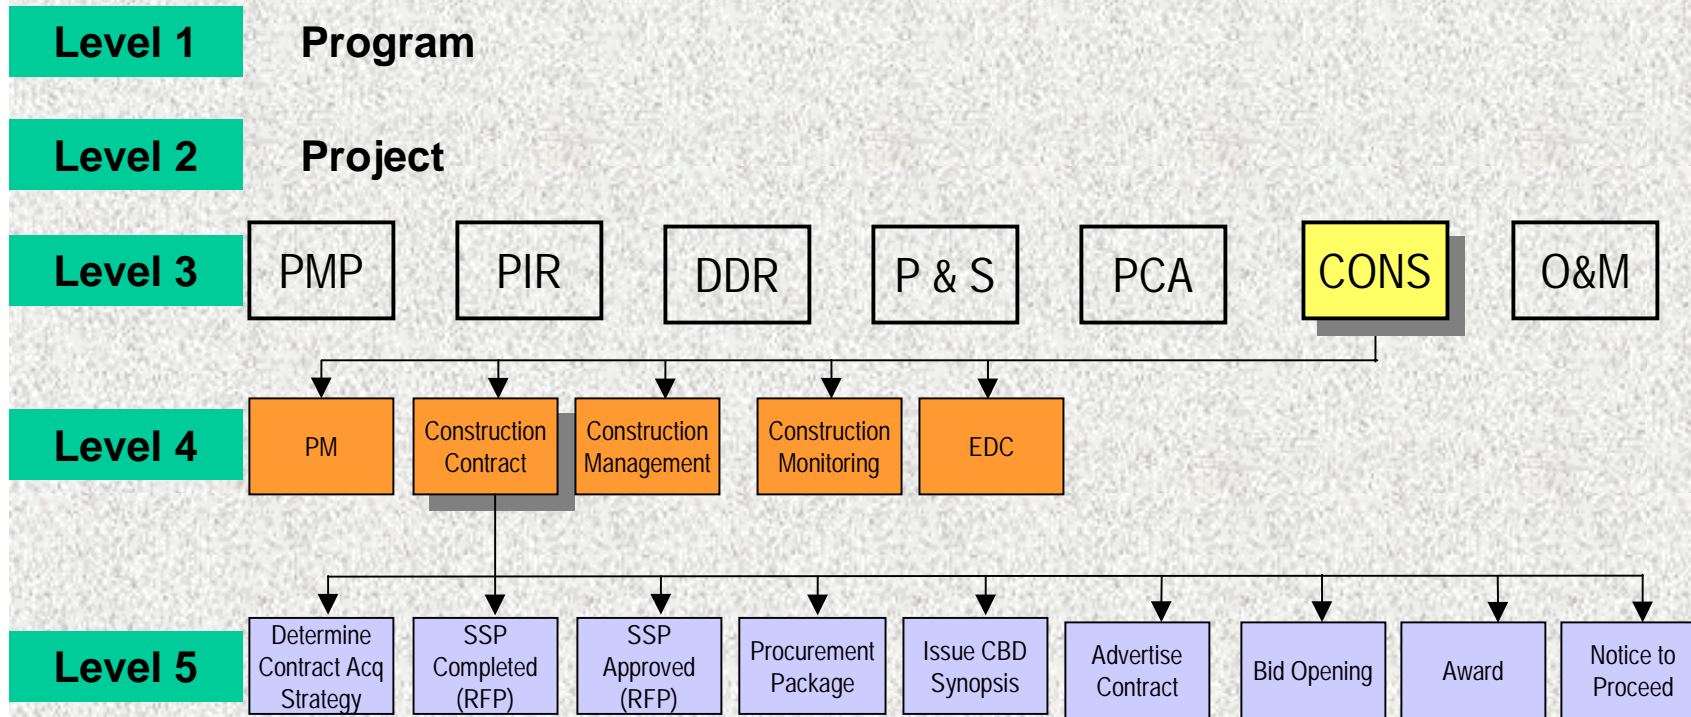 Level 1
Program
Level 2
Project
Level 3
PMP
PIR
DDR
P & S
PCA
CONS
O&M
Level 4
PM
Construction
Contract
Construction
Management
Construction
Monitoring
EDC
Level 5
Determine
Contract Acq
Strategy
SSP
Completed
(RFP)
SSP
Approved
(RFP)
Procurement
Package
Issue CBD
Synopsis
Advertise
Contract
Bid Opening
Award
Notice to
Proceed